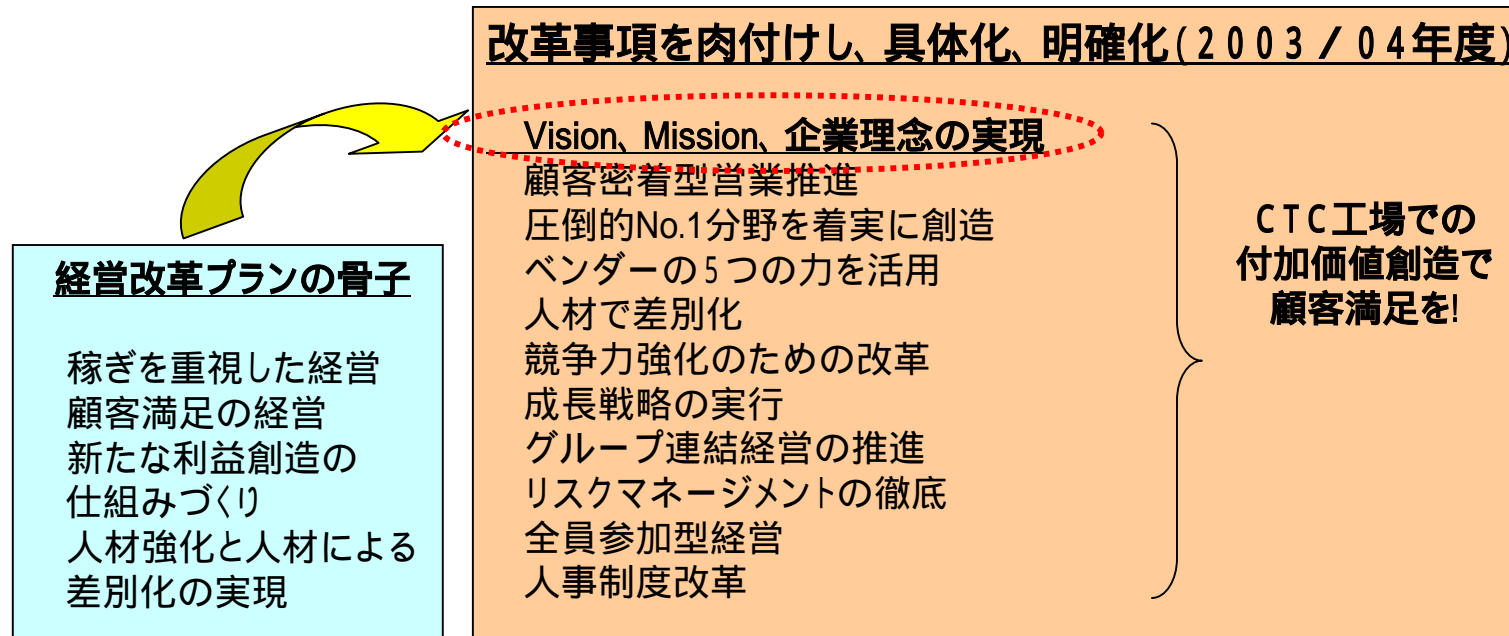 改革事項を肉付けし、具体化、明確化(2003/04年度)
Vision、Mission、企業理念の実現
顧客密着型営業推進
圧倒的No.1分野を着実に創造
ベンダーの5つの力を活用
人材で差別化
競争力強化のための改革
成長戦略の実行
グループ連結経営の推進
リスクマネージメントの徹底
全員参加型経営
人事制度改革
CTC工場での
付加価値創造で
顧客満足を!
経営改革プランの骨子
稼ぎを重視した経営
顧客満足の経営
新たな利益創造の
仕組みづくり
人材強化と人材による
差別化の実現